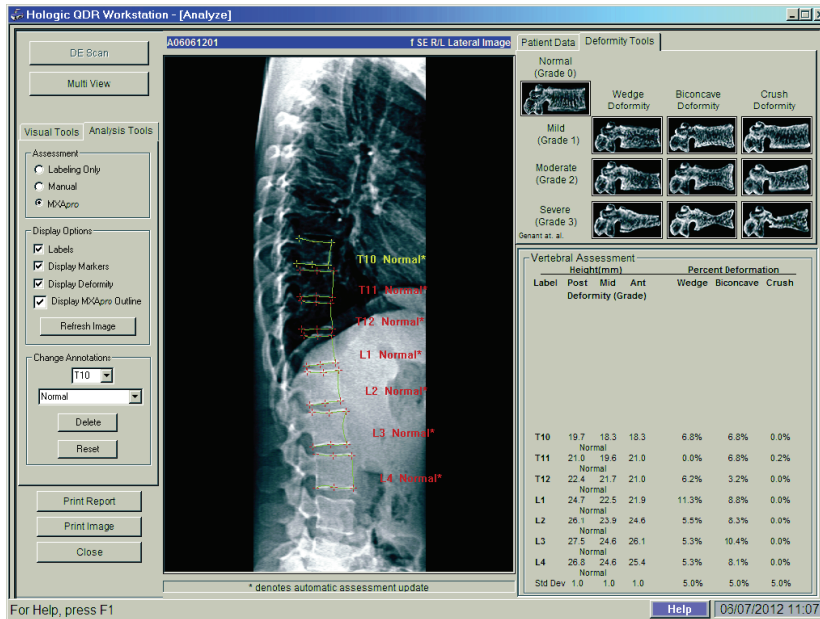 Hologic QDR Workstation - [Analyze]
DE Scan
Multi View
Visual Tools
Analysis Tools
Assessment
Labeling Only
Manual
MXApro
Display Options
Labels
Display Markers
Display Deformity
Display MXApro Outline
Refresh Image
Change Annotations
T10
Normal
Delete
Reset
Print Report
Print Image
Close
A06061201 f SE R/L Lateral Image
T10 Normal*
T11 Normal*
T12 Normal*
L1 Normal*
L2 Normal*
L3 Normal*
L4 Normal*
* denotes automatic assessment update
Patient Data
Deformity Tools
Normal
(Grade 0)
Wedge
Deformity
Biconcave
Deformity
Crush
Deformity
Mild
(Grade 1)
Moderate
(Grade 2)
Severe
(Grade 3)
Genant at. al.
Vertebral Assessment
Height(mm) Percent Deformation
Label Post Mid Ant Wedge Biconcave Crush
Deformity (Grade)
T10 19.7 18.3 18.3 6.8% 6.8% 0.0%
Normal
T11 21.0 19.6 21.0 0.0% 6.8% 0.2%
Normal
T12 22.4 21.7 21.0 6.2% 3.2% 0.0%
Normal
L1 24.7 22.5 21.9 11.3% 8.8% 0.0%
Normal
L2 26.1 23.9 24.6 5.5% 8.3% 0.0%
Normal
L3 27.5 24.6 26.1 5.3% 10.4% 0.0%
Normal
L4 26.8 24.6 25.4 5.3% 8.1% 0.0%
Normal
Std Dev 1.0 1.0 1.0 5.0% 5.0% 5.0%
For Help, press F1
Help
06/07/2012 11:07